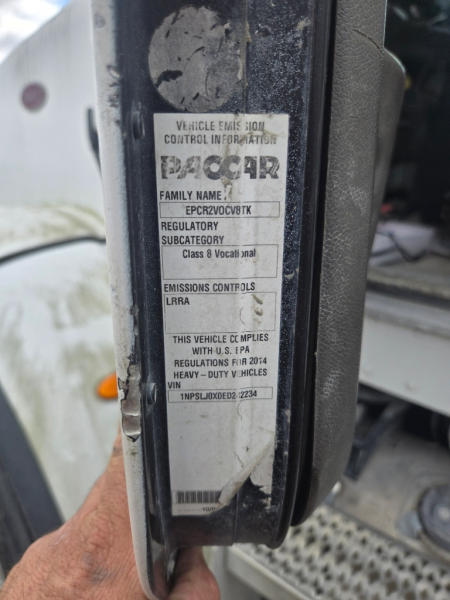 VEHICLE EMISSION
CONTROL INFORMATION
PACCAR
FAMILY NAME
EPCR2VOCV8TK
REGULATORY
SUBCATEGORY
Class 8 Vocational
EMISSIONS CONTROLS
LRRA
THIS VEHICLE COMPLIES
WITH U.S. EPA
REGULATIONS FOR 2014
HEAVY-DUTY VEHICLES
VIN